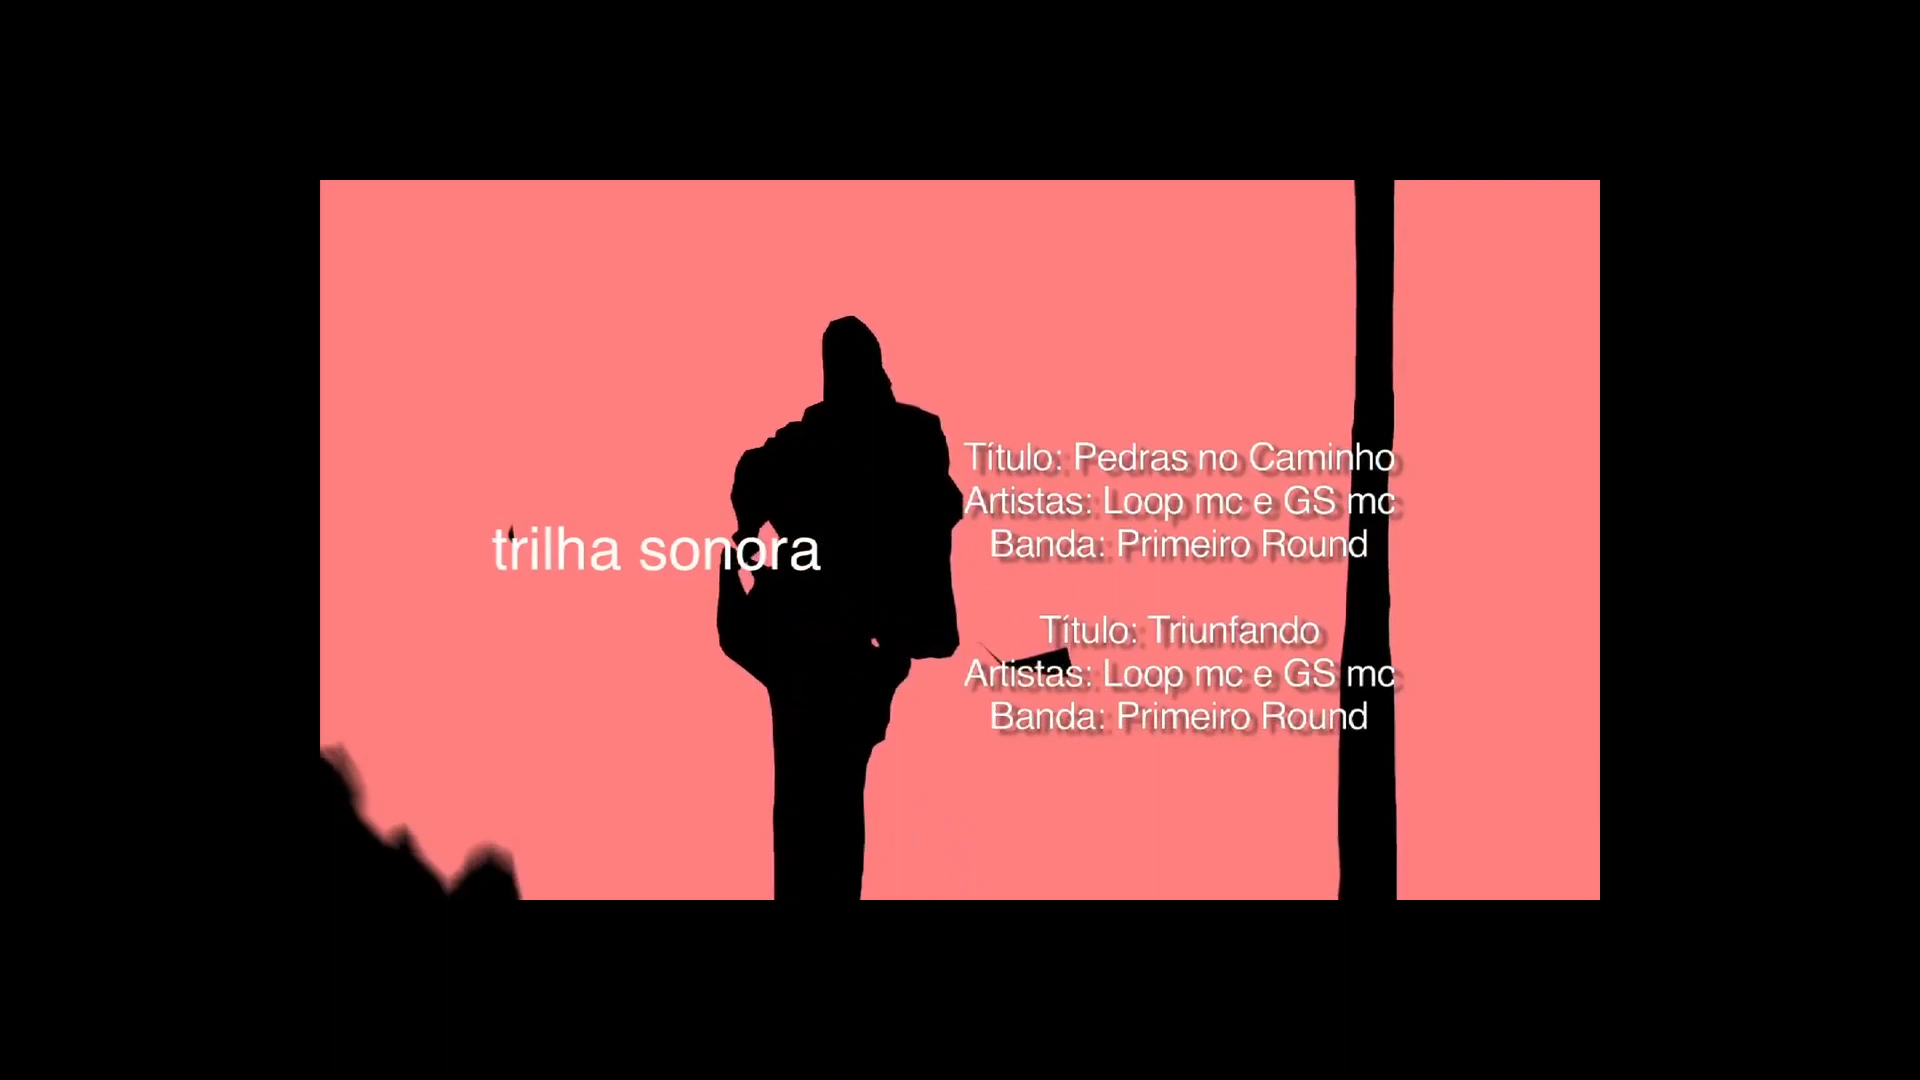 trilha sonora
Título: Pedras no Caminho
Artistas: Loop mc e GS mc
Banda: Primeiro Round
Título: Triunfando
Artistas: Loop mc e GS mc
Banda: Primeiro Round